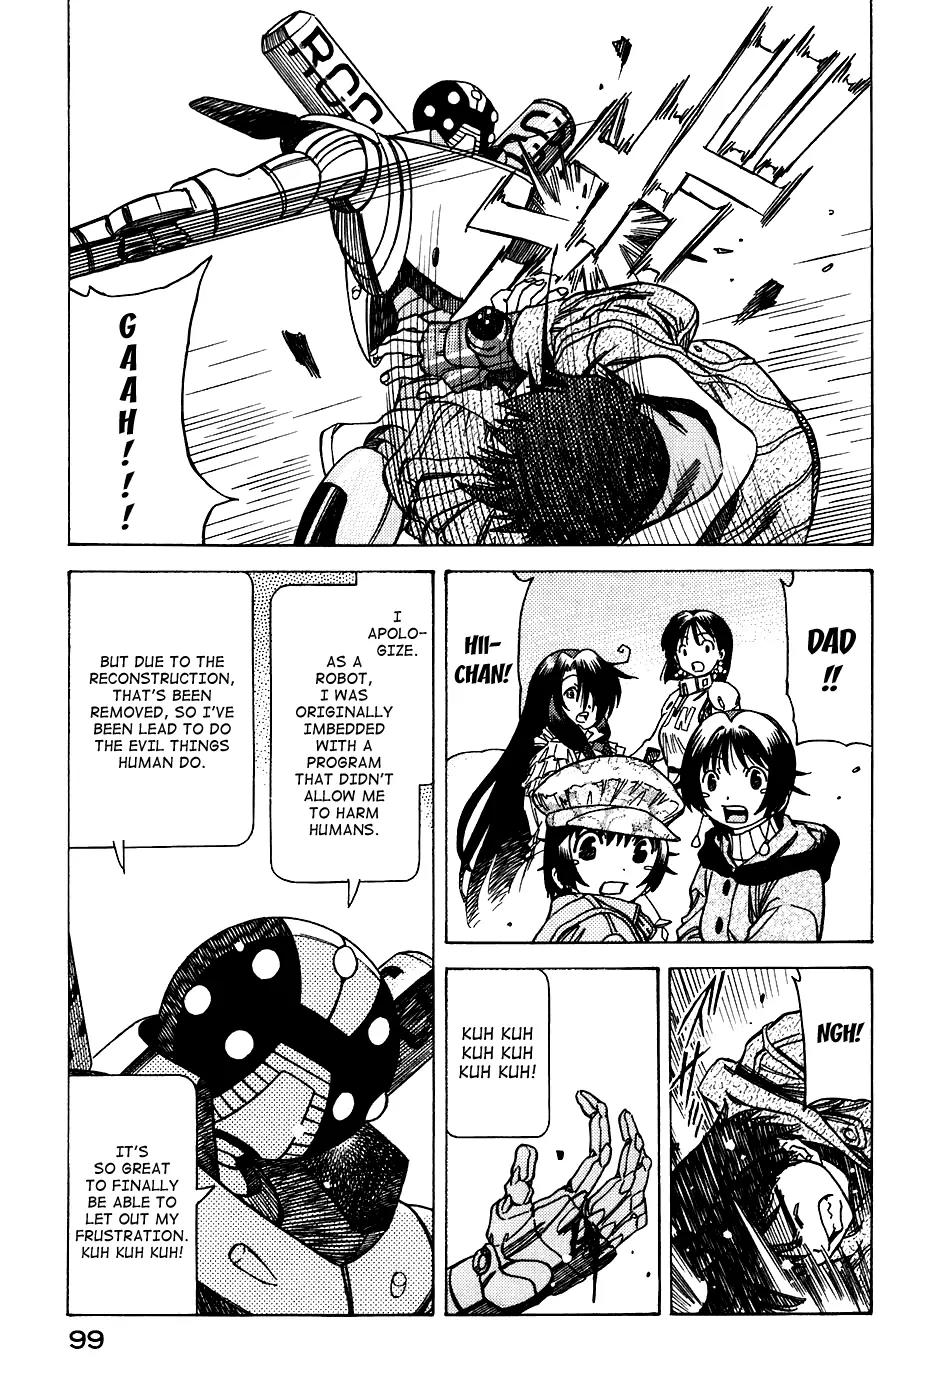 GAAH!!!
DAD
!!
HII-
CHAN!
I
APOLO-
GIZE.
AS A
ROBOT,
I WAS
ORIGINALLY
IMBEDDED
WITH A
PROGRAM
THAT DIDN'T
ALLOW ME
TO HARM
HUMANS.
BUT DUE TO THE
RECONSTRUCTION,
THAT'S BEEN
REMOVED, SO I'VE
BEEN LEAD TO DO
THE EVIL THINGS
HUMAN DO.
IT'S
SO GREAT
TO FINALLY
BE ABLE TO
LET OUT MY
FRUSTRATION.
KUH KUH KUH!
NGH!
KUH KUH
KUH KUH
KUH KUH!
99